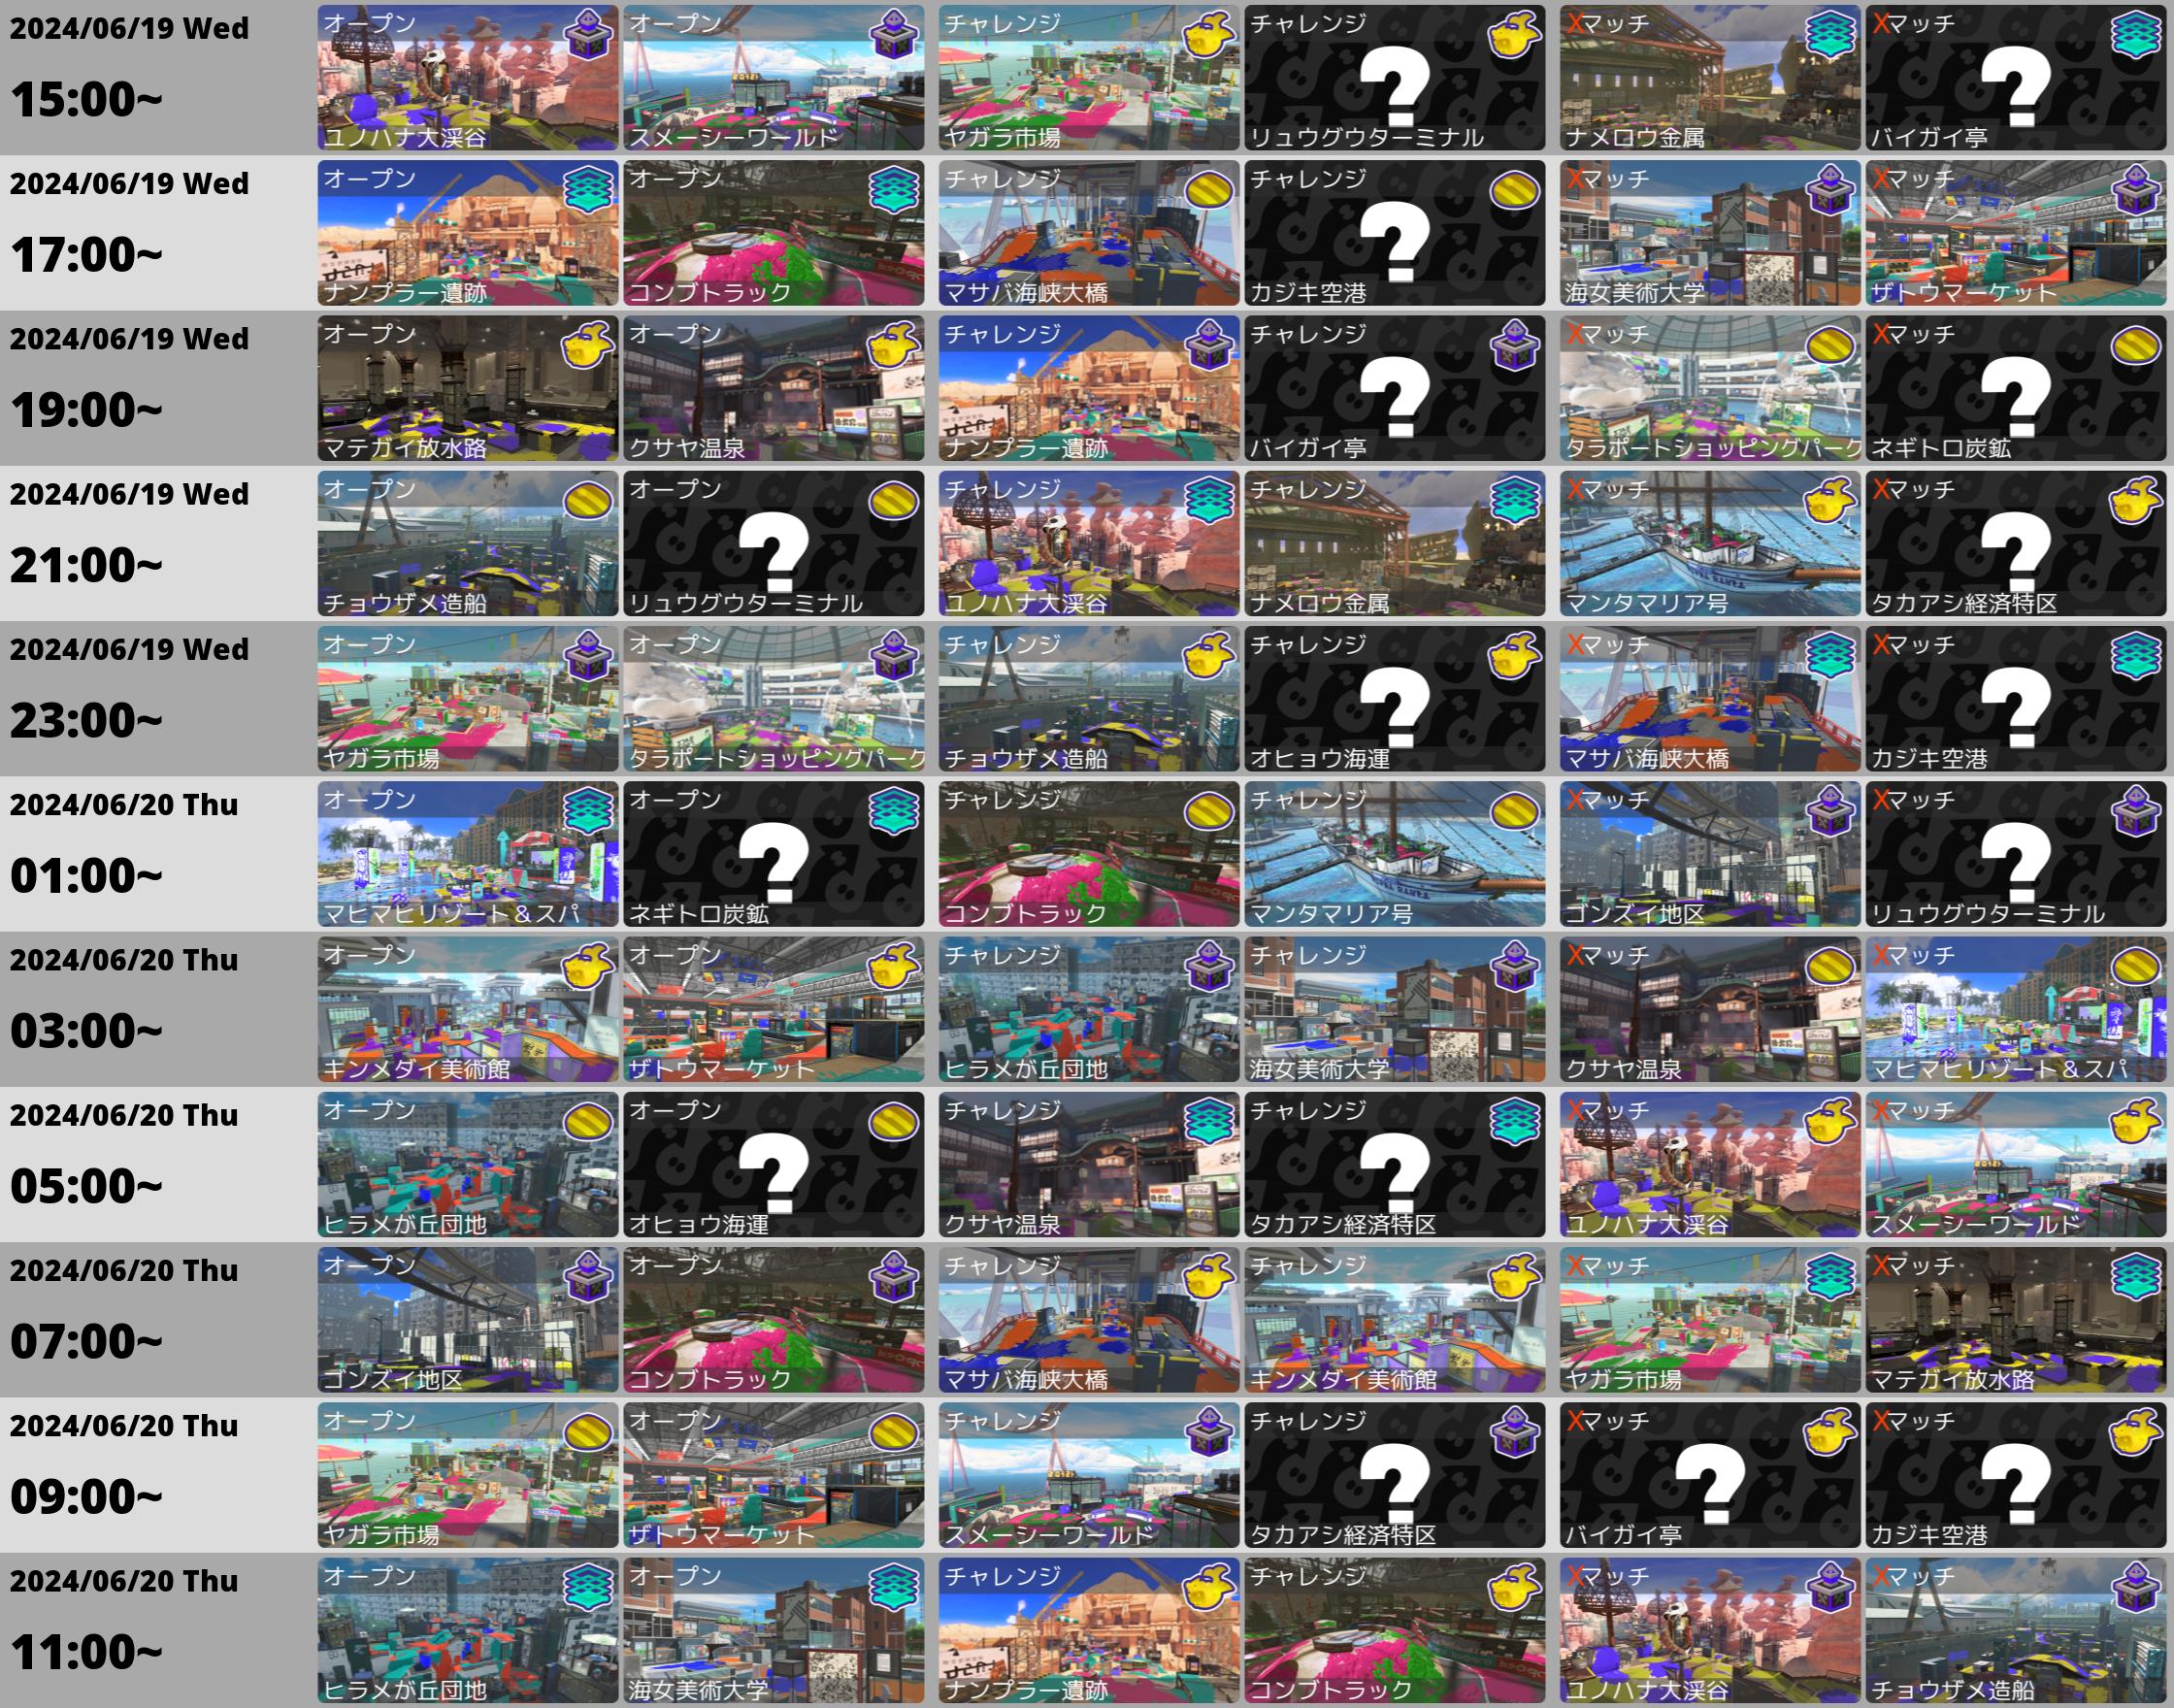 2024/06/19 Wed
15:00~
オープン
ユノハナ大渓谷
オープン
スメーシーワールド
チャレンジ
ヤガラ市場
チャレンジ
?
リュウグウターミナル
Xマッチ
ナメロウ金属
Xマッチ
?
バイガイ亭
2024/06/19 Wed
17:00~
オープン
ナンプラー遺跡
オープン
コンブトラック
チャレンジ
マサバ海峡大橋
チャレンジ
?
カジキ空港
Xマッチ
海女美術大学
Xマッチ
ザトウマーケット
2024/06/19 Wed
19:00~
オープン
マテガイ放水路
オープン
クサヤ温泉
チャレンジ
ナンプラー遺跡
チャレンジ
?
バイガイ亭
Xマッチ
タラポートショッピングパーク
Xマッチ
?
ネギトロ炭鉱
2024/06/19 Wed
21:00~
オープン
チョウザメ造船
オープン
?
リュウグウターミナル
チャレンジ
ユノハナ大渓谷
チャレンジ
ナメロウ金属
Xマッチ
マンタマリア号
Xマッチ
?
タカアシ経済特区
2024/06/19 Wed
23:00~
オープン
ヤガラ市場
オープン
タラポートショッピングパーク
チャレンジ
チョウザメ造船
チャレンジ
?
オヒョウ海運
Xマッチ
マサバ海峡大橋
Xマッチ
?
カジキ空港
2024/06/20 Thu
01:00~
オープン
マヒマヒリゾート＆スパ
オープン
?
ネギトロ炭鉱
チャレンジ
コンブトラック
チャレンジ
マンタマリア号
Xマッチ
ゴンズイ地区
Xマッチ
?
リュウグウターミナル
2024/06/20 Thu
03:00~
オープン
キンメダイ美術館
オープン
ザトウマーケット
チャレンジ
ヒラメが丘団地
チャレンジ
海女美術大学
Xマッチ
クサヤ温泉
Xマッチ
マヒマヒリゾート＆スパ
2024/06/20 Thu
05:00~
オープン
ヒラメが丘団地
オープン
?
オヒョウ海運
チャレンジ
クサヤ温泉
チャレンジ
?
タカアシ経済特区
Xマッチ
ユノハナ大渓谷
Xマッチ
スメーシーワールド
2024/06/20 Thu
07:00~
オープン
ゴンズイ地区
オープン
コンブトラック
チャレンジ
マサバ海峡大橋
チャレンジ
キンメダイ美術館
Xマッチ
ヤガラ市場
Xマッチ
マテガイ放水路
2024/06/20 Thu
09:00~
オープン
ヤガラ市場
オープン
ザトウマーケット
チャレンジ
スメーシーワールド
チャレンジ
?
タカアシ経済特区
Xマッチ
?
バイガイ亭
Xマッチ
?
カジキ空港
2024/06/20 Thu
11:00~
オープン
ヒラメが丘団地
オープン
海女美術大学
チャレンジ
ナンプラー遺跡
チャレンジ
コンブトラック
Xマッチ
ユノハナ大渓谷
Xマッチ
チョウザメ造船